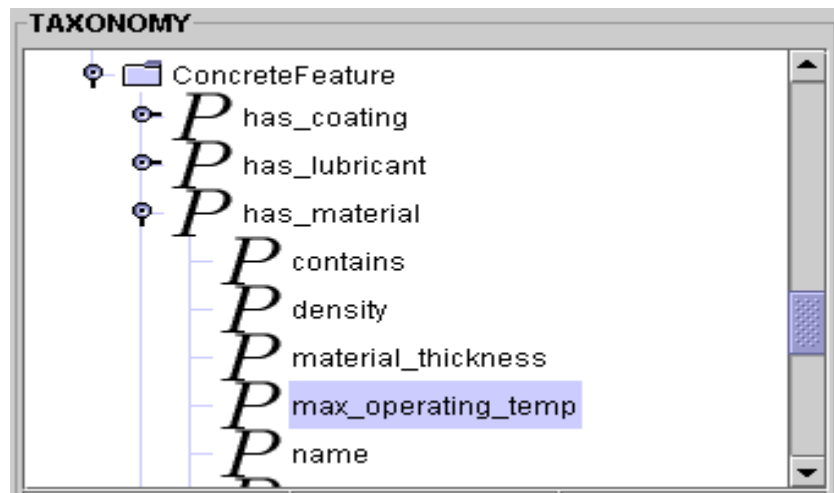 TAXONOMY
ConcreteFeature
P has_coating
P has_lubricant
P has_material
P contains
P density
P material_thickness
P max_operating_temp
P name